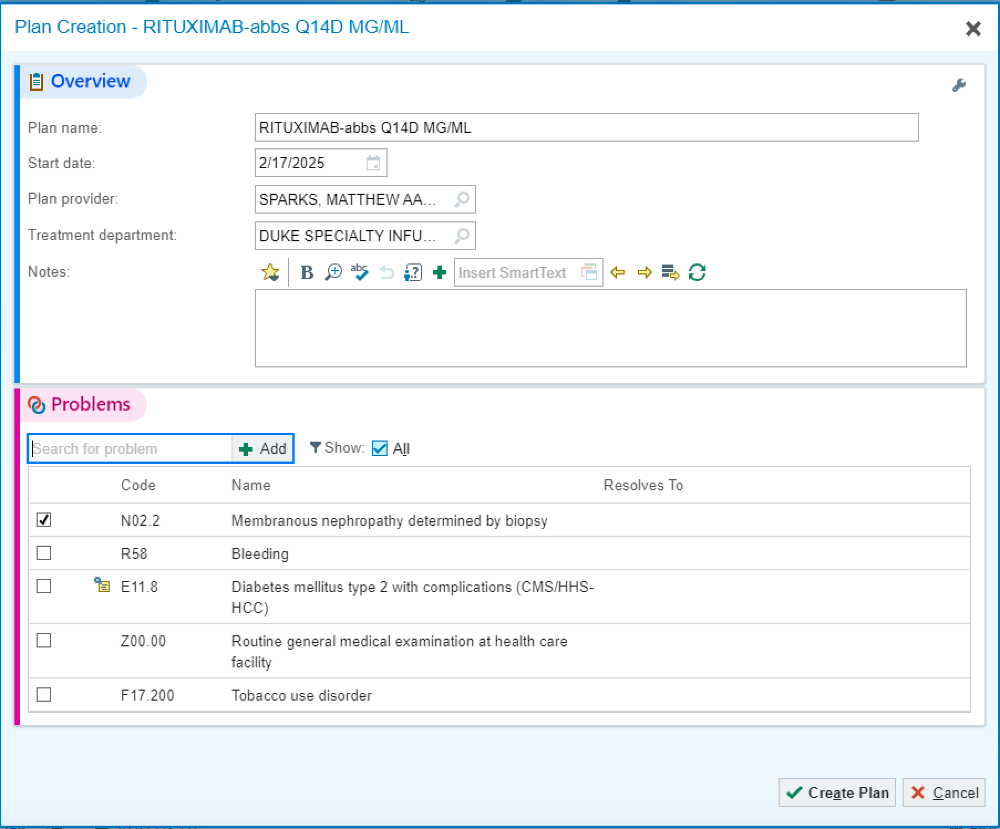 Plan Creation - RITUXIMAB-abbs Q14D MG/ML
Overview
Plan name:
RITUXIMAB-abbs Q14D MG/ML
Start date:
2/17/2025
Plan provider:
SPARKS, MATTHEW AA...
Treatment department:
DUKE SPECIALTY INFU...
Notes:
B
abc
Insert SmartText
Problems
Search for problem
Add
Show:
All
Code Name Resolves To
N02.2 Membranous nephropathy determined by biopsy
R58 Bleeding
E11.8 Diabetes mellitus type 2 with complications (CMS/HHS-
HCC)
Z00.00 Routine general medical examination at health care
facility
F17.200 Tobacco use disorder
Create Plan
Cancel